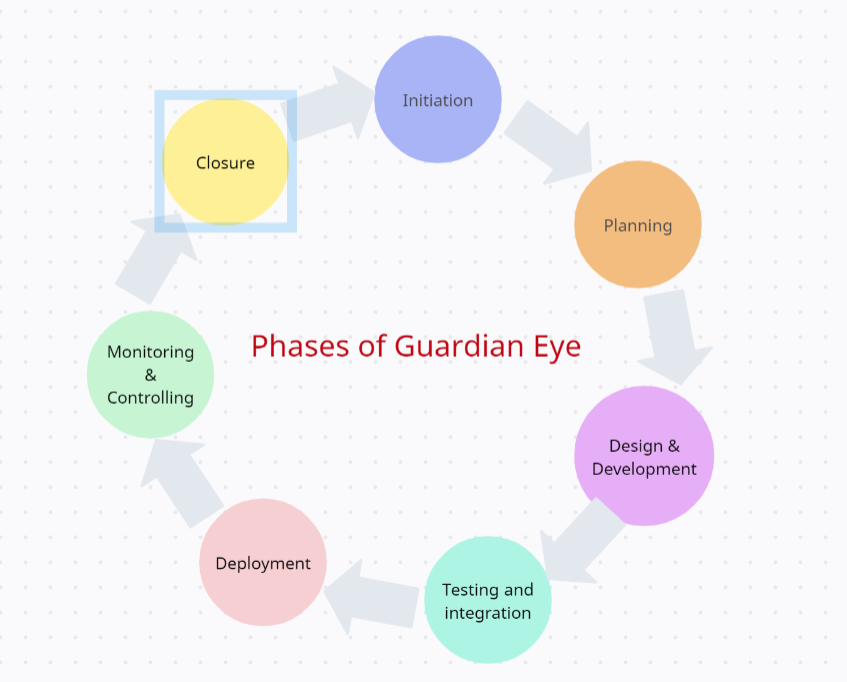 Initiation
Closure
Planning
Phases of Guardian Eye
Monitoring
&
Controlling
Design &
Development
Deployment
Testing and
integration